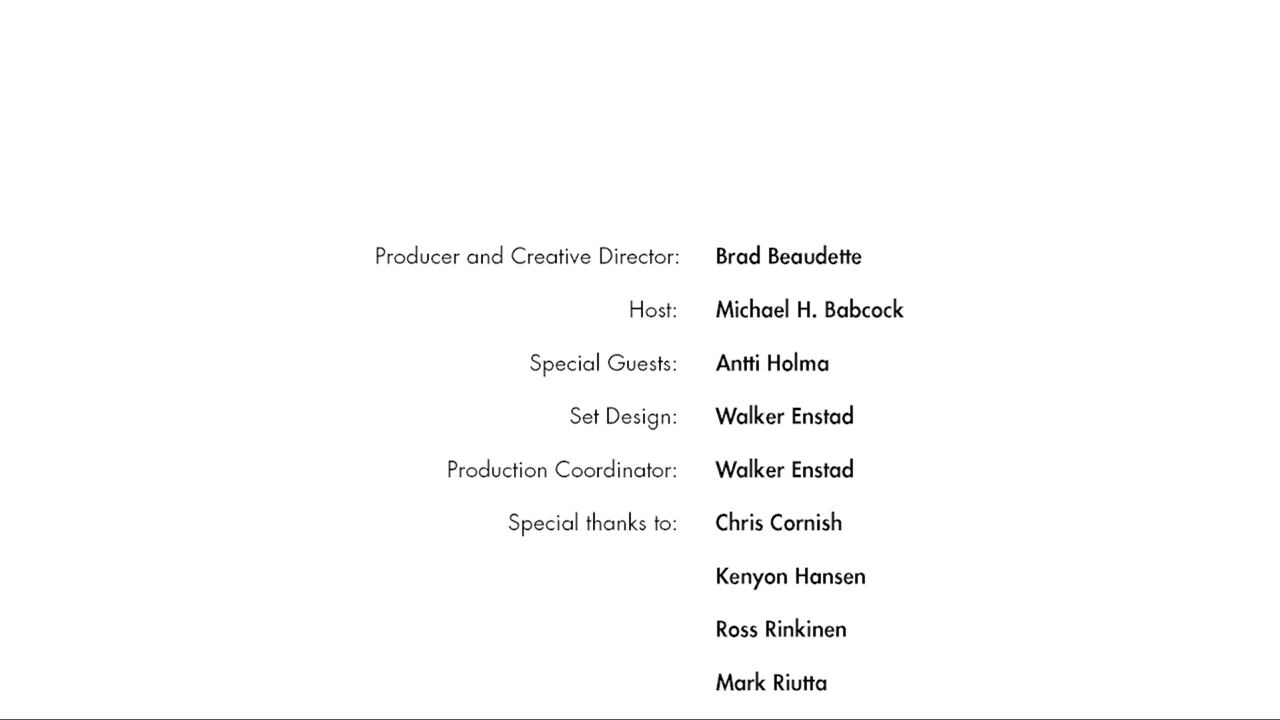 Producer and Creative Director: Brad Beaudette
Host: Michael H. Babcock
Special Guests: Antti Holma
Set Design: Walker Enstad
Production Coordinator: Walker Enstad
Special thanks to: Chris Cornish
Kenyon Hansen
Ross Rinkinen
Mark Riutta